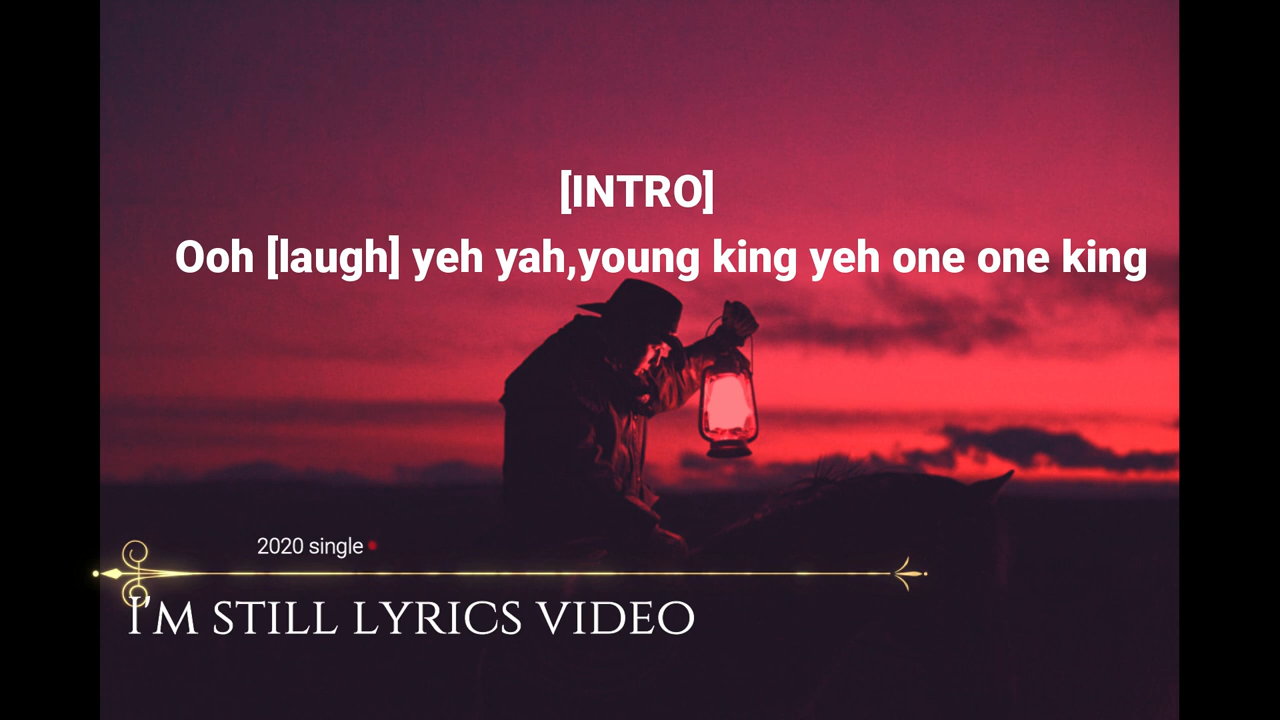 [INTRO]
Ooh [laugh] yeh yah,young king yeh one one king
2020 single
I'M STILL LYRICS VIDEO